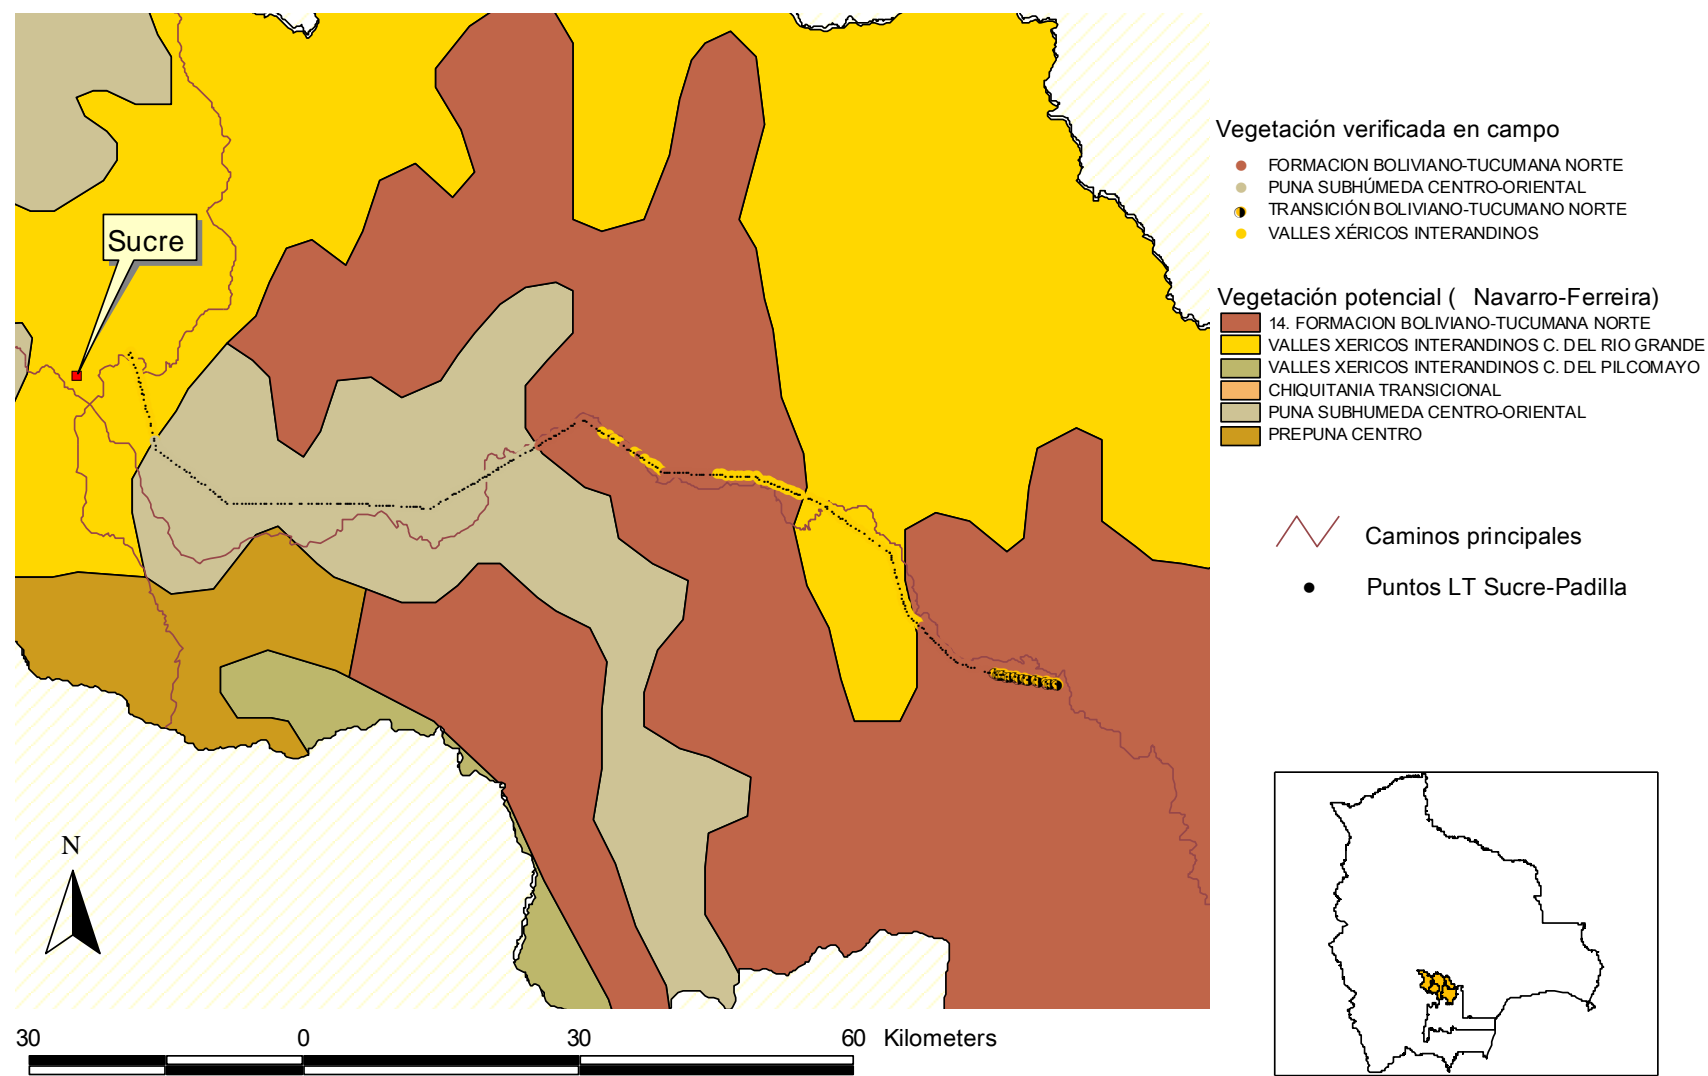 Sucre
N
30 0 30 60 Kilometers
Vegetación verificada en campo
FORMACION BOLIVIANO-TUCUMANA NORTE
PUNA SUBHÚMEDA CENTRO-ORIENTAL
TRANSICIÓN BOLIVIANO-TUCUMANO NORTE
VALLES XÉRICOS INTERANDINOS
Vegetación potencial ( Navarro-Ferreira)
14. FORMACION BOLIVIANO-TUCUMANA NORTE
VALLES XERICOS INTERANDINOS C. DEL RIO GRANDE
VALLES XERICOS INTERANDINOS C. DEL PILCOMAYO
CHIQUITANIA TRANSICIONAL
PUNA SUBHUMEDA CENTRO-ORIENTAL
PREPUNA CENTRO
Caminos principales
Puntos LT Sucre-Padilla